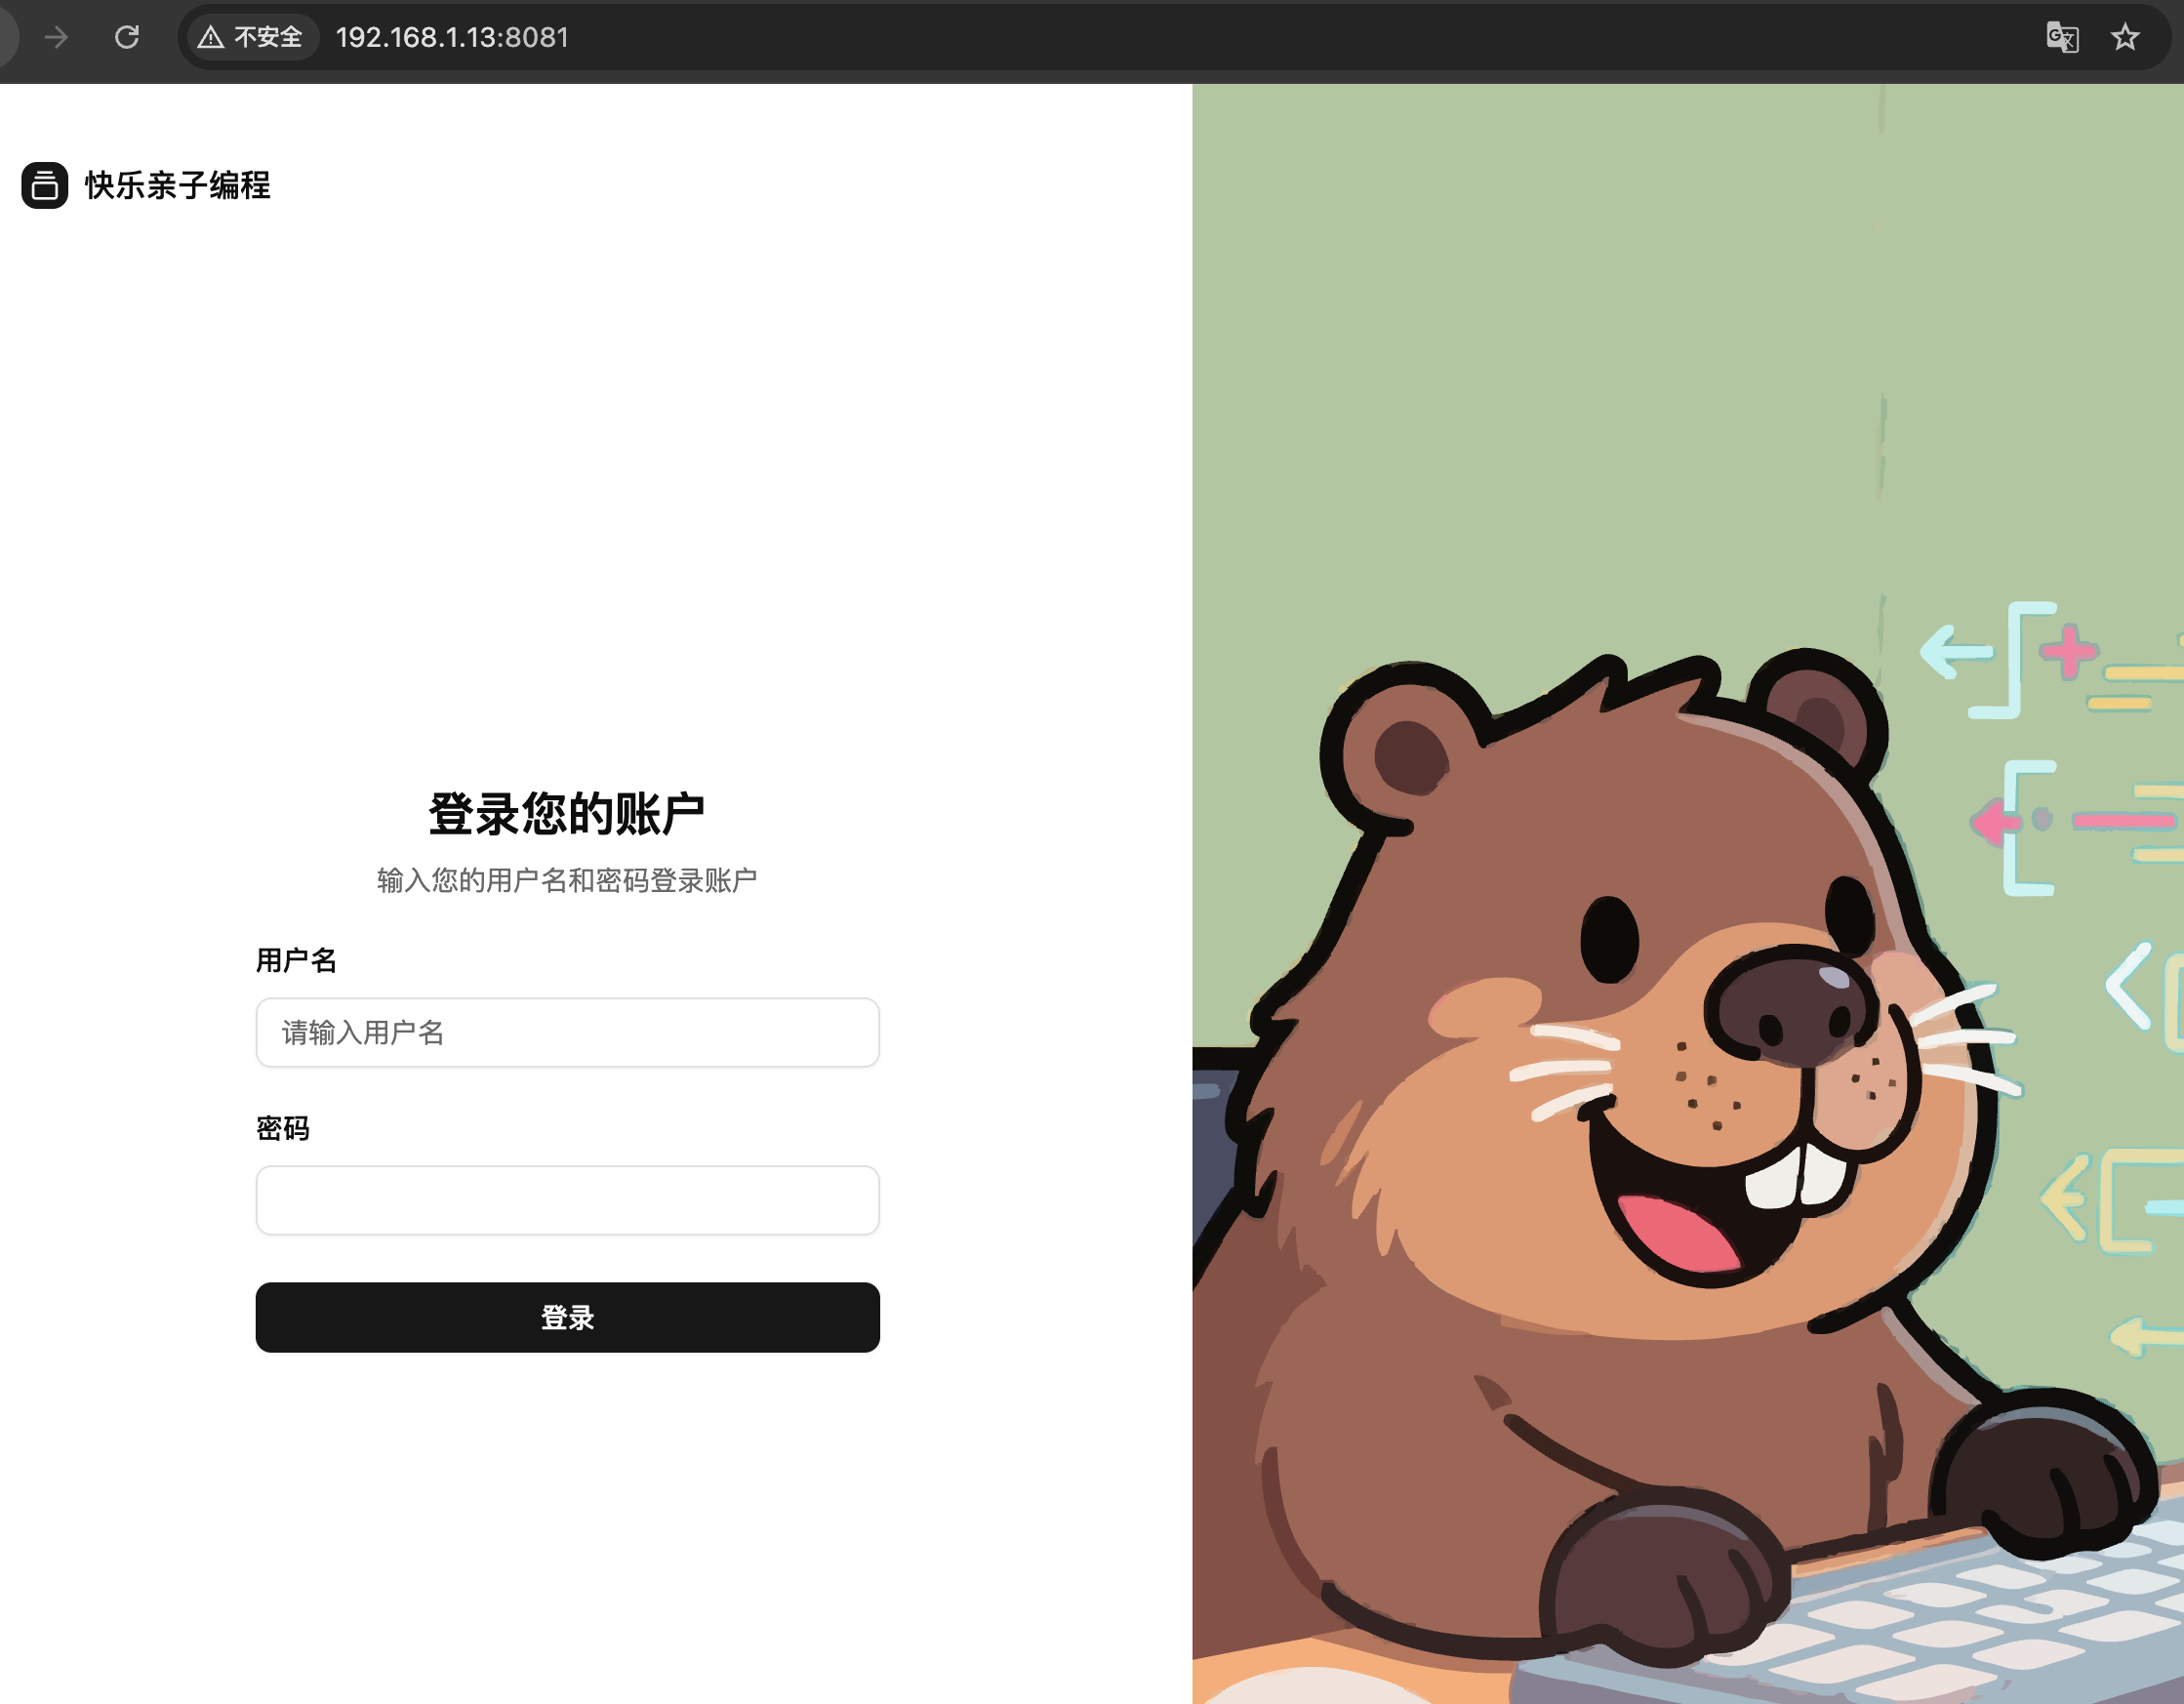 不安全 192.168.1.13:8081
快乐亲子编程
登录您的账户
输入您的用户名和密码登录账户
用户名
请输入用户名
密码
登录